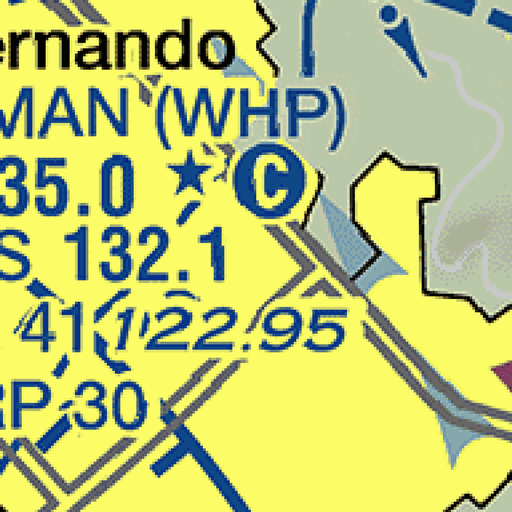 ernando
MAN (WHP)
35.0 ★ C
S 132.1
41 122.95
RP 30